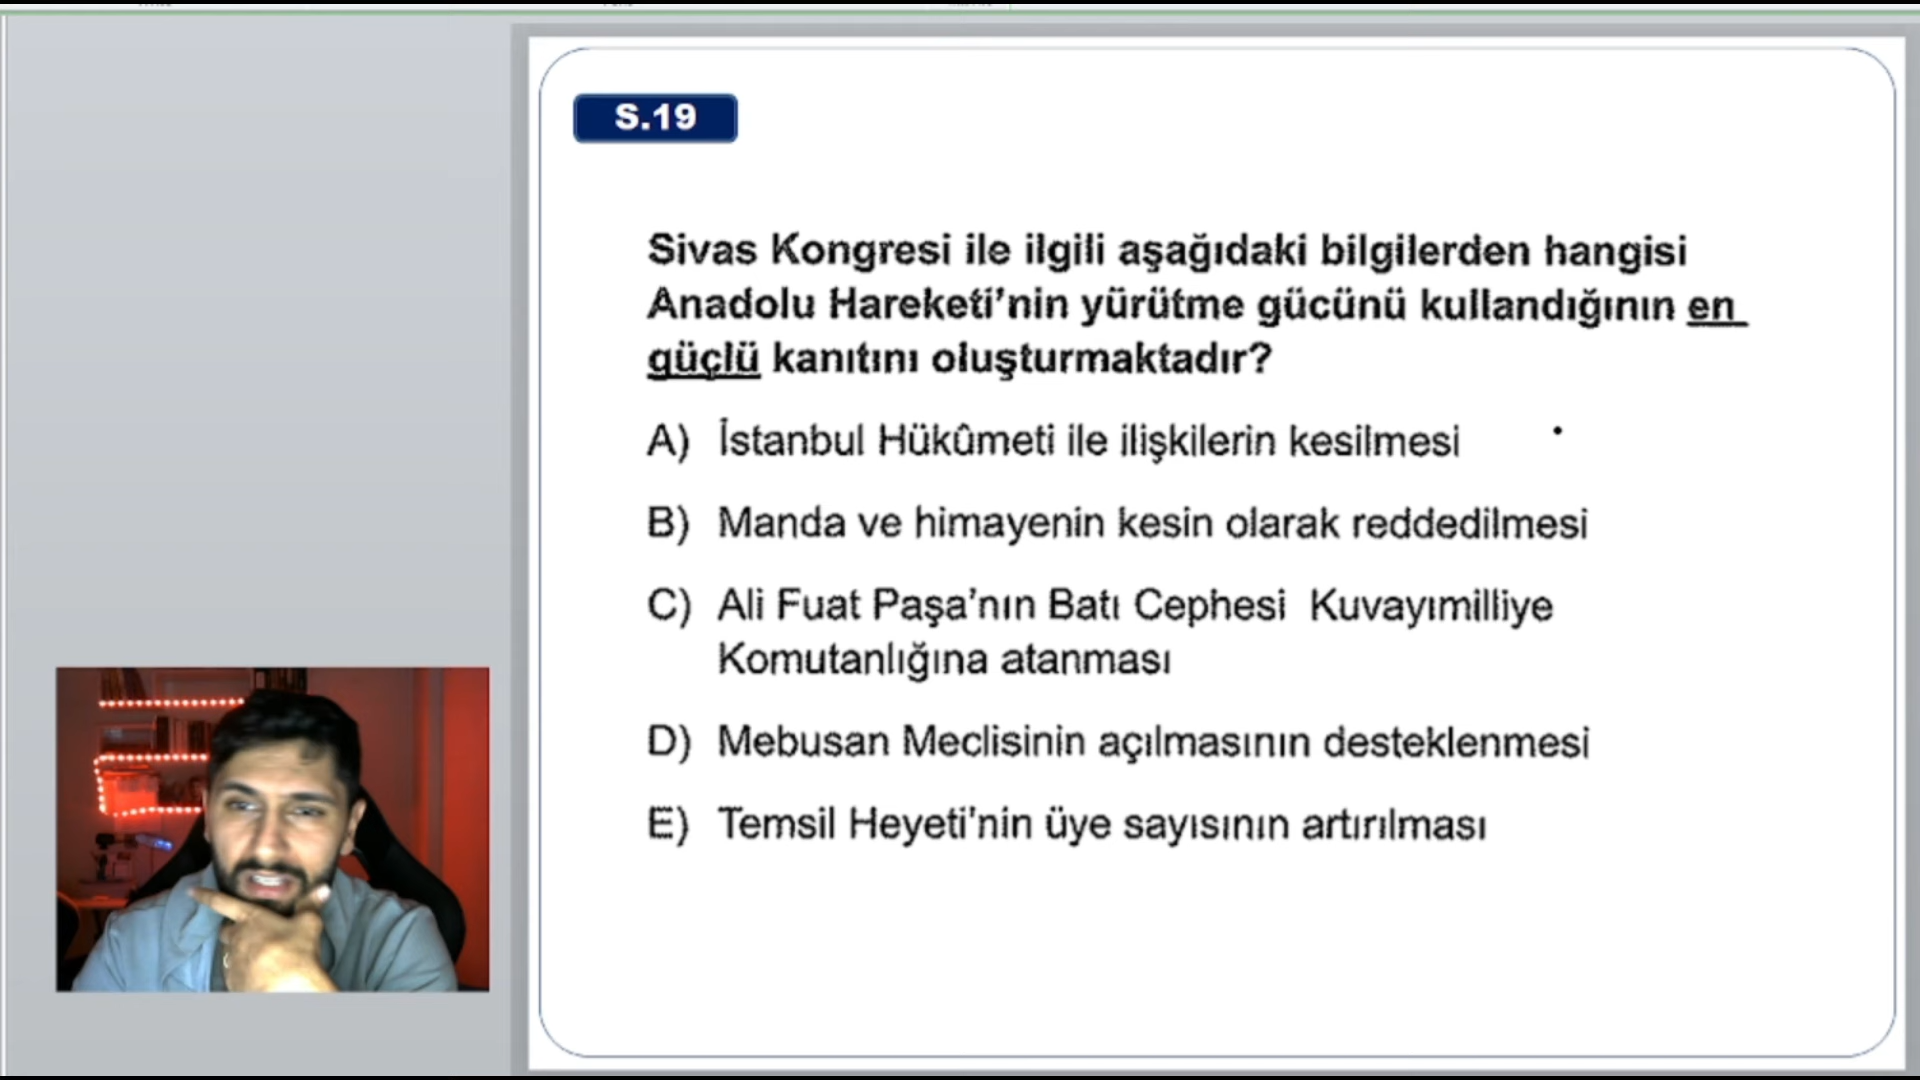 S.19
Sivas Kongresi ile ilgili aşağıdaki bilgilerden hangisi
Anadolu Hareketi’nin yürütme gücünü kullandığının en
güçlü kanıtını oluşturmaktadır?
A) İstanbul Hükûmeti ile ilişkilerin kesilmesi
B) Manda ve himayenin kesin olarak reddedilmesi
C) Ali Fuat Paşa’nın Batı Cephesi Kuvayımilliye
Komutanlığına atanması
D) Mebusan Meclisinin açılmasının desteklenmesi
E) Temsil Heyeti’nin üye sayısının artırılması